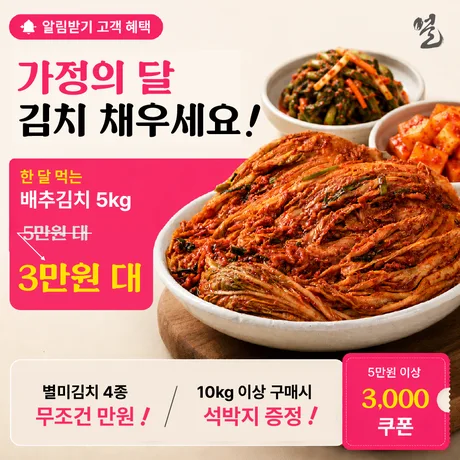 알림받기 고객 혜택
열
가정의 달
김치 채우세요!
한 달 먹는
배추김치 5kg
5만원 대
3만원 대
별미김치 4종
무조건 만원!
10kg 이상 구매시
석박지 증정!
5만원 이상
3,000
쿠폰